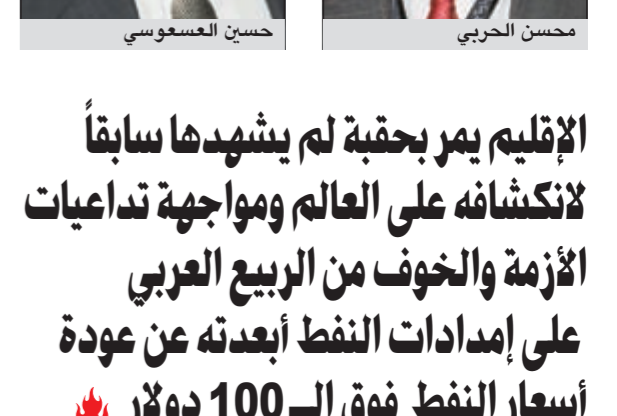 محسن الحربي
حسين العسعوسي
الإقليم يمر بحقبة لم يشهدها سابقاً
لانكشافه على العالم ومواجهة تداعيات
الأزمة والخوف من الربيع العربي
على إمدادات النفط أبعدته عن عودة
أسعار النفط فوق الـ 100 دولار